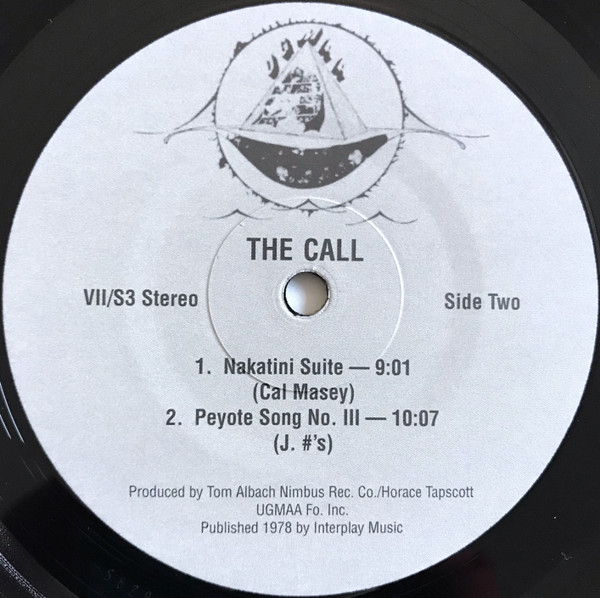 THE CALL
VII/S3 Stereo
Side Two
1. Nakatini Suite — 9:01
(Cal Masey)
2. Peyote Song No. III — 10:07
(J. #'s)
Produced by Tom Albach Nimbus Rec. Co./Horace Tapscott
UGMAA Fo. Inc.
Published 1978 by Interplay Music